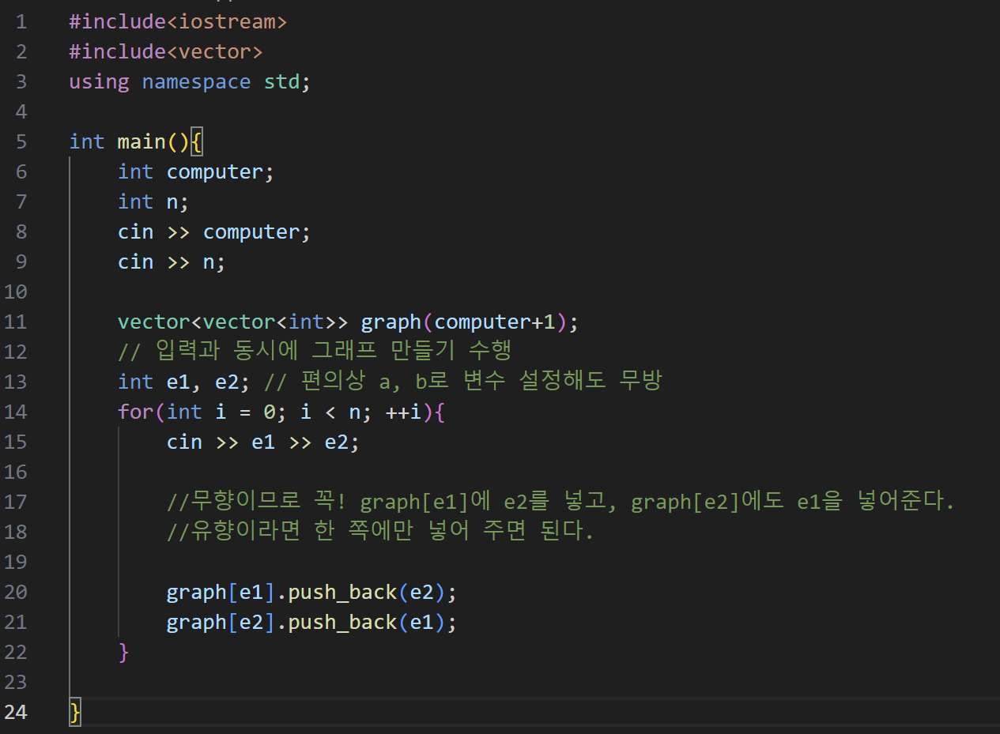 1 #include<iostream>
2 #include<vector>
3 using namespace std;
4
5 int main(){
6     int computer;
7     int n;
8     cin >> computer;
9     cin >> n;
10
11     vector<vector<int>> graph(computer+1);
12     // 입력과 동시에 그래프 만들기 수행
13     int e1, e2; // 편의상 a, b로 변수 설정해도 무방
14     for(int i = 0; i < n; ++i){
15         cin >> e1 >> e2;
16
17         //무향이므로 꼭! graph[e1]에 e2를 넣고, graph[e2]에도 e1을 넣어준다.
18         //유향이라면 한 쪽에만 넣어 주면 된다.
19
20         graph[e1].push_back(e2);
21         graph[e2].push_back(e1);
22     }
23
24 }